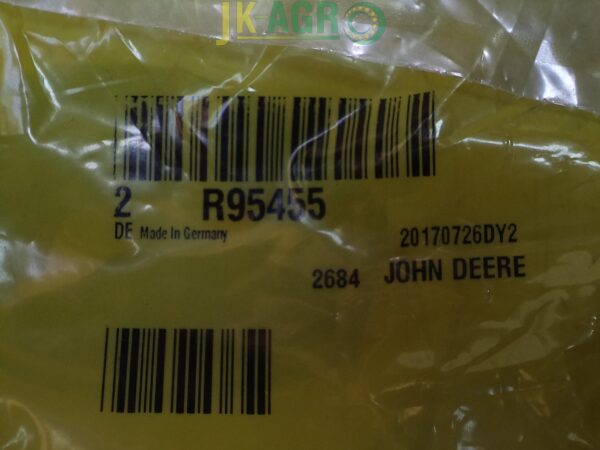 JK AGRO
2 R95455
DE Made In Germany
20170726DY2
2684 JOHN DEERE